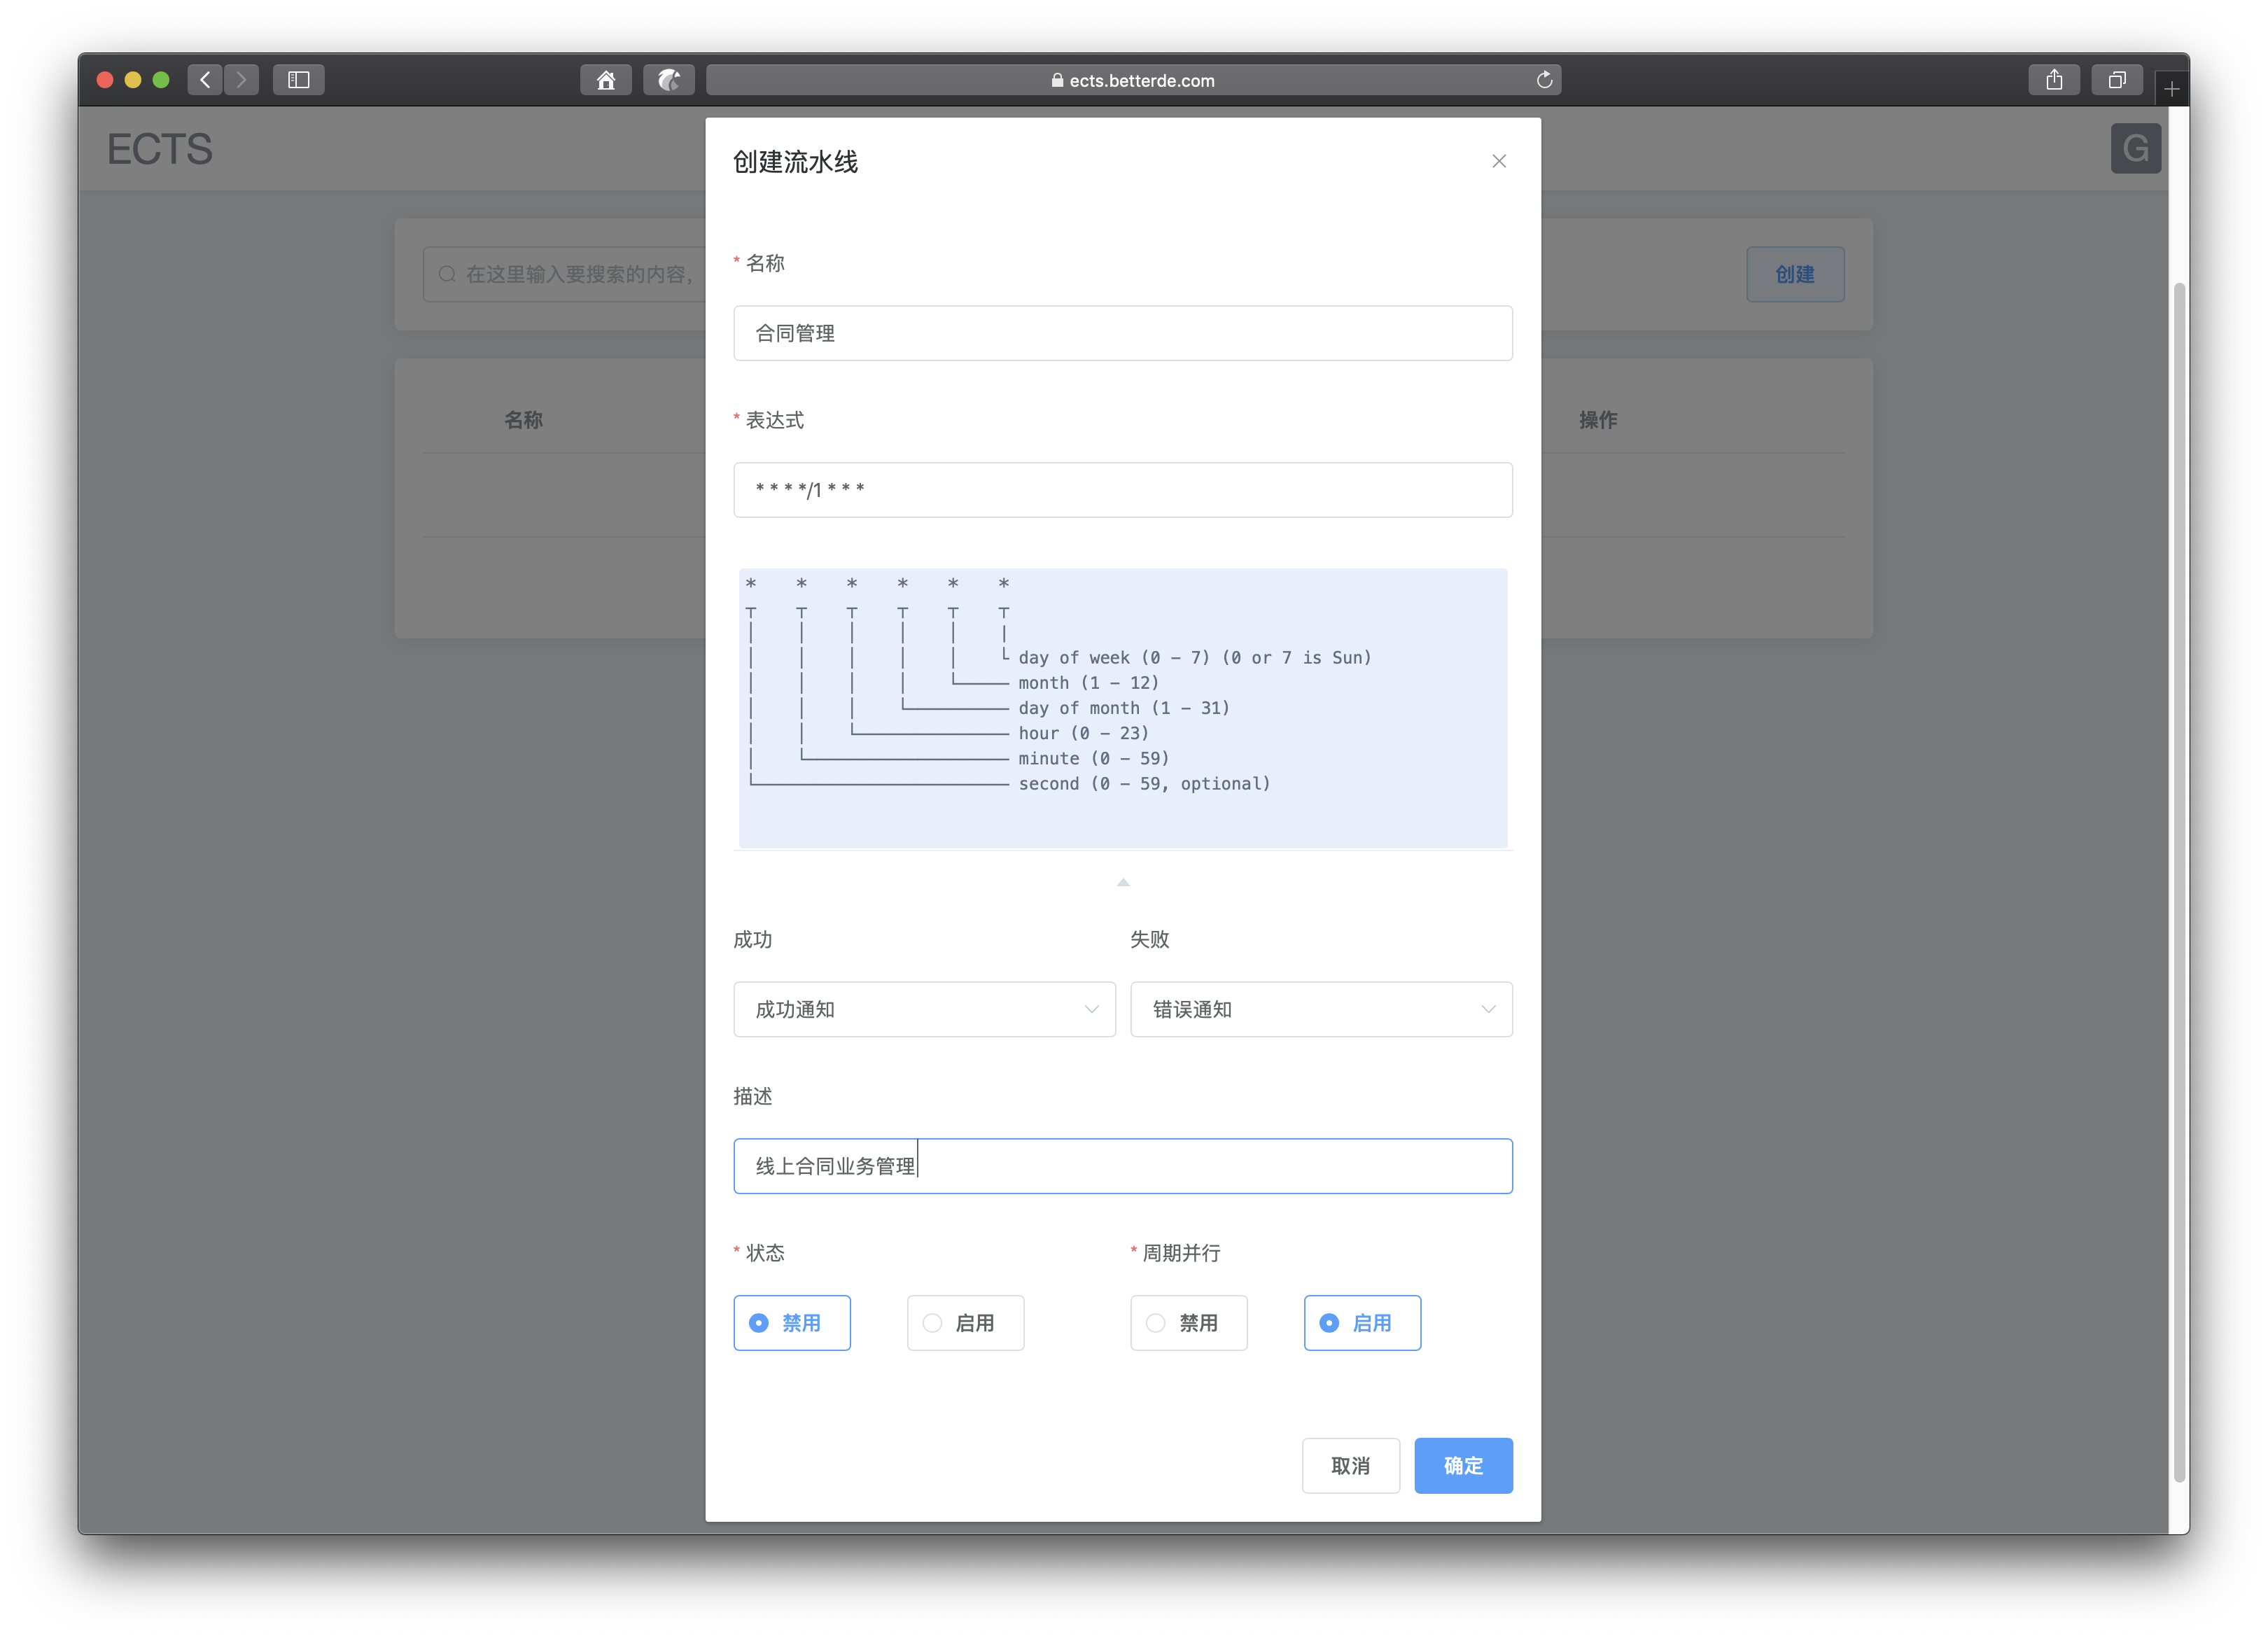 ects.betterde.com
ECTS
G
在这里输入要搜索的内容，
创建
名称
操作
创建流水线
* 名称
合同管理
* 表达式
* * * */1 * * *
* * * * * *
day of week (0 - 7) (0 or 7 is Sun)
month (1 - 12)
day of month (1 - 31)
hour (0 - 23)
minute (0 - 59)
second (0 - 59, optional)
成功 失败
成功通知 错误通知
描述
线上合同业务管理
* 状态 * 周期并行
禁用 启用 禁用 启用
取消 确定